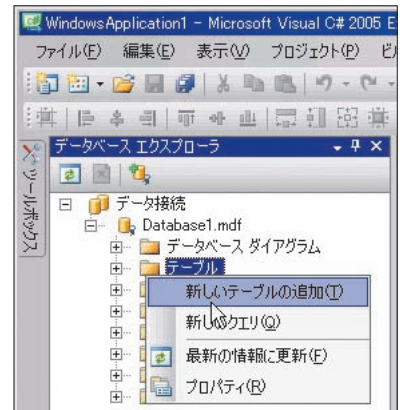 WindowsApplication1 - Microsoft Visual C# 2005 E
ファイル(F) 編集(E) 表示(V) プロジェクト(P) ビ
データベース エクスプローラ
ツールボックス
データ接続
Database1.mdf
データベース ダイアグラム
テーブル
新しいテーブルの追加(T)
新しいクエリ(Q)
最新の情報に更新(F)
プロパティ(R)